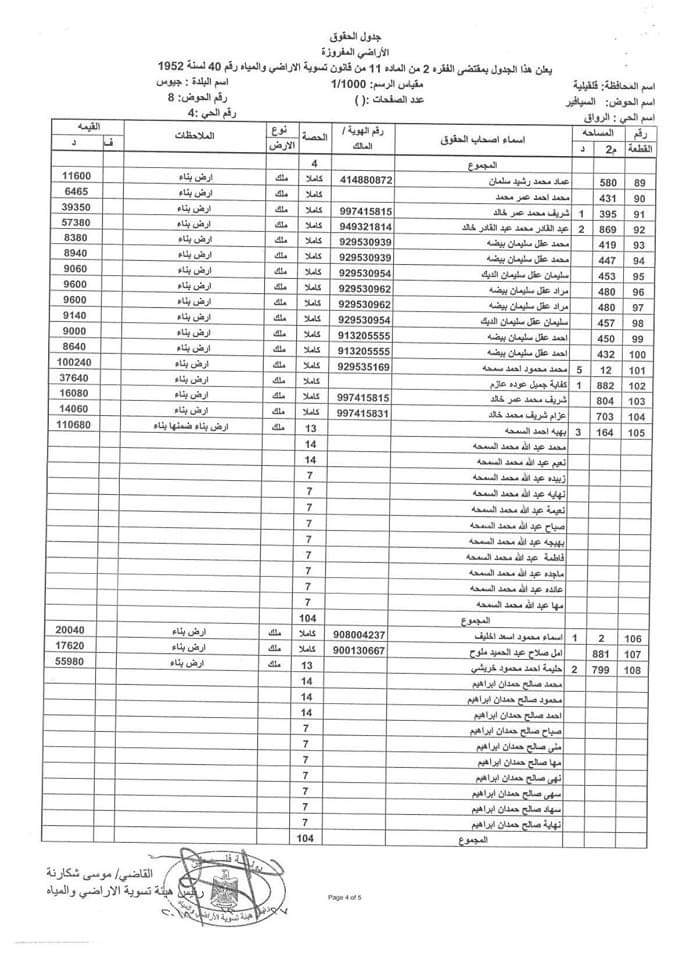 جدول الحقوق
الأراضي المفروزة
يعلن هذا الجدول بمقتضى الفقره 2 من الماده 11 من قانون تسوية الاراضي والمياه رقم 40 لسنة 1952
اسم المحافظة: قلقيلية مقياس الرسم: 1/1000 اسم البلدة : جيوس
اسم الحوض: السيافير عدد الصفحات :( ) رقم الحوض: 8
اسم الحي : الرواق رقم الحي :4
رقم القطعة المساحه م2 د اسماء اصحاب الحقوق رقم الهوية / المالك الحصة نوع الارض الملاحظات القيمه ف د
المجموع 4
89 580 عماد محمد رشيد سلمان 414880872 كاملا ملك ارض بناء 11600
90 431 محمد احمد عمر محمد كاملا ملك ارض بناء 6465
91 395 1 شريف محمد عمر خالد 997415815 كاملا ملك ارض بناء 39350
92 869 2 عبد القادر محمد عبد القادر خالد 949321814 كاملا ملك ارض بناء 57380
93 419 محمد عقل سليمان بيضه 929530939 كاملا ملك ارض بناء 8380
94 447 محمد عقل سليمان بيضه 929530939 كاملا ملك ارض بناء 8940
95 453 سليمان عقل سليمان الديك 929530954 كاملا ملك ارض بناء 9060
96 480 مراد عقل سليمان بيضه 929530962 كاملا ملك ارض بناء 9600
97 480 مراد عقل سليمان بيضه 929530962 كاملا ملك ارض بناء 9600
98 457 سليمان عقل سليمان الديك 929530954 كاملا ملك ارض بناء 9140
99 450 احمد عقل سليمان بيضه 913205555 كاملا ملك ارض بناء 9000
100 432 احمد عقل سليمان بيضه 913205555 كاملا ملك ارض بناء 8640
101 12 5 محمد محمود احمد سمحه 929535169 كاملا ملك ارض بناء 100240
102 882 1 كفاية جميل عوده عازم كاملا ملك ارض بناء 37640
103 804 شريف محمد عمر خالد 997415815 كاملا ملك ارض بناء 16080
104 703 عزام شريف محمد خالد 997415831 كاملا ملك ارض بناء 14060
105 164 3 بهيه احمد السمحه 13 ملك ارض بناء ضمنها بناء 110680
محمد عبد الله محمد السمحه 14
نعيم عبد الله محمد السمحه 14
زبيده عبد الله محمد السمحه 7
نهايه عبد الله محمد السمحه 7
نعيمة عبد الله محمد السمحه 7
صباح عبد الله محمد السمحه 7
بهيجه عبد الله محمد السمحه 7
فاطمة عبد الله محمد السمحه 7
ماجده عبد الله محمد السمحه 7
عائده عبد الله محمد السمحه 7
مها عبد الله محمد السمحه 7
المجموع 104
106 2 1 اسماء محمود اسعد اخليف 908004237 كاملا ملك ارض بناء 20040
107 881 امل صلاح عبد الحميد ملوح 900130667 كاملا ملك ارض بناء 17620
108 799 2 حليمة احمد محمود خريشي 13 ملك ارض بناء 55980
محمد صالح حمدان ابراهيم 14
محمود صالح حمدان ابراهيم 14
احمد صالح حمدان ابراهيم 14
صباح صالح حمدان ابراهيم 7
منى صالح حمدان ابراهيم 7
مها صالح حمدان ابراهيم 7
نهى صالح حمدان ابراهيم 7
سهى صالح حمدان ابراهيم 7
سهاد صالح حمدان ابراهيم 7
نهاية صالح حمدان ابراهيم 7
المجموع 104
القاضي/ موسى شكارنة
رئيس هيئة تسوية الاراضي والمياه
Page 4 of 5